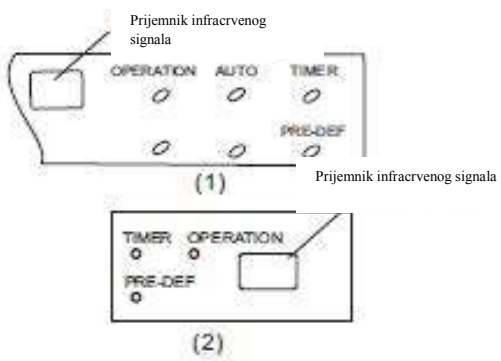 Prijemnik infracrvenog
signala
OPERATION AUTO TIMER
PRE-DEF
(1)
Prijemnik infracrvenog signala
TIMER OPERATION
PRE-DEF
(2)